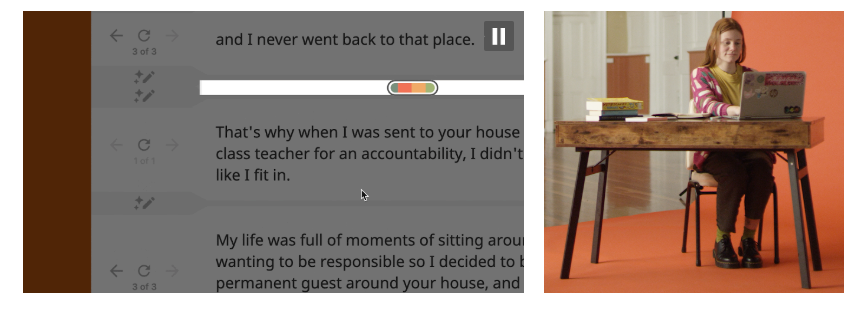 and I never went back to that place.
3 of 3
That's why when I was sent to your house
class teacher for an accountability, I didn't
like I fit in.
1 of 1
My life was full of moments of sitting
wanting to be responsible so I decided to
permanent guest around your house, and
3 of 3